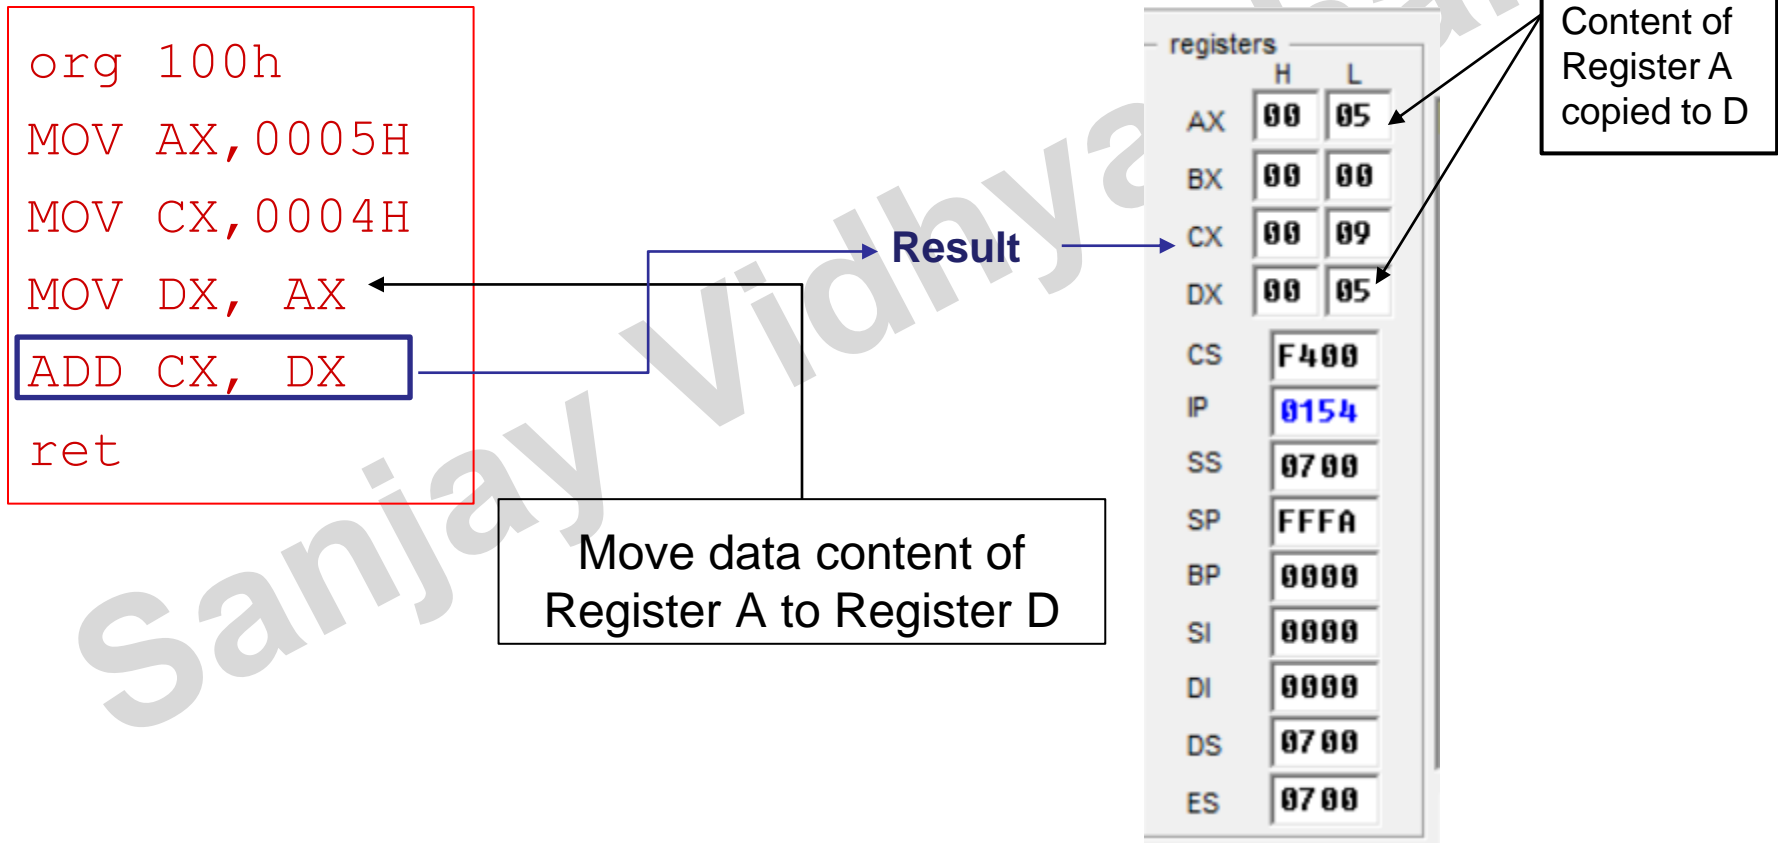 org 100h
MOV AX,0005H
MOV CX,0004H
MOV DX, AX
ADD CX, DX
ret
Result
Move data content of
Register A to Register D
registers
H L
AX 00 05
BX 00 00
CX 00 09
DX 00 05
CS F400
IP 0154
SS 0700
SP FFFA
BP 0000
SI 0000
DI 0000
DS 0700
ES 0700
Content of
Register A
copied to D
Sanjay Vidhya